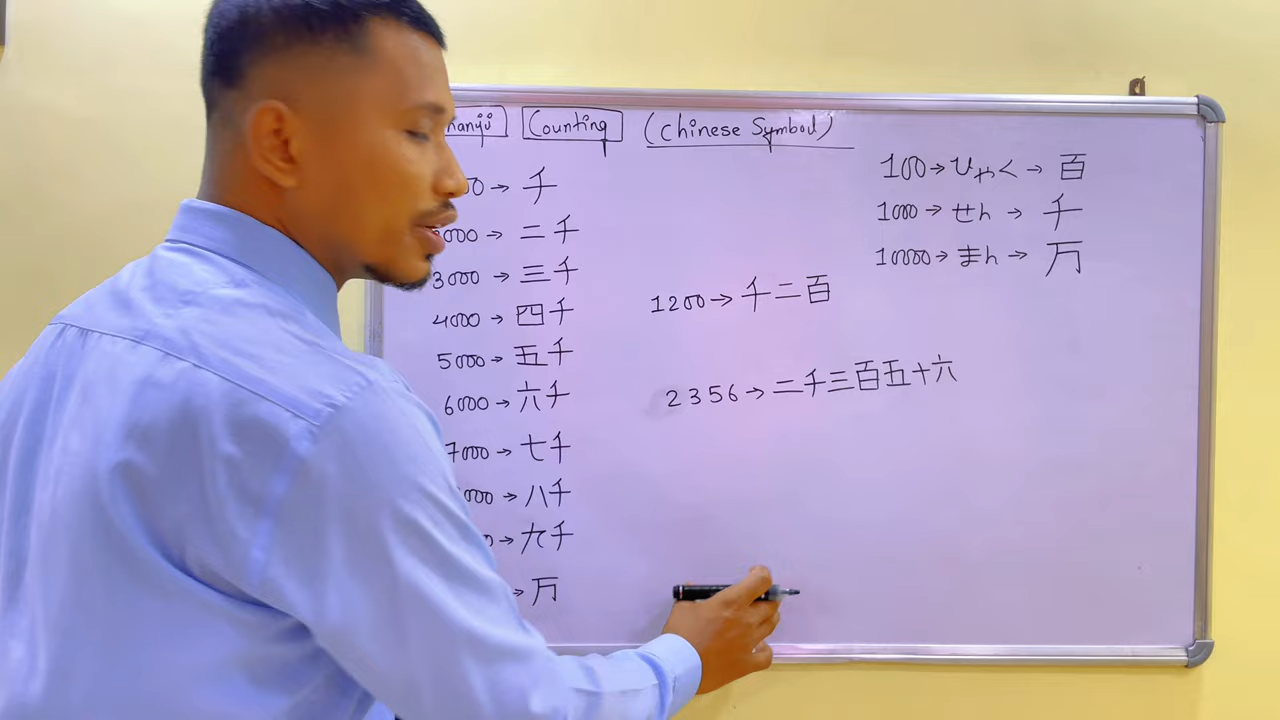 Counting (Chinese Symbol)
千
000 → 二千
3000 → 三千
4000 → 四千
5000 → 五千
6000 → 六千
7000 → 七千
000 → 八千
→ 九千
→ 万
1200 → 千二百
2356 → 二千三百五十六
100 → ひゃく → 百
1000 → せん → 千
10000 → まん → 万